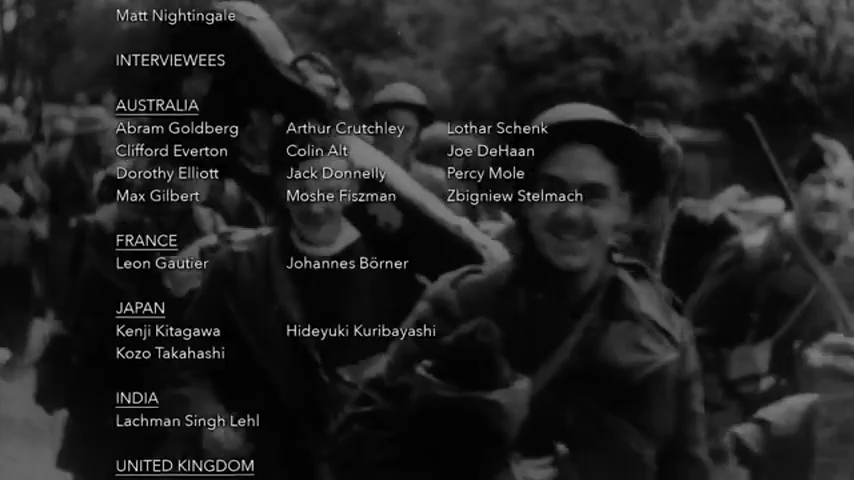 Matt Nightingale
INTERVIEWEES
AUSTRALIA
Abram Goldberg Arthur Crutchley Lothar Schenk
Clifford Everton Colin Alt Joe DeHaan
Dorothy Elliott Jack Donnelly Percy Mole
Max Gilbert Moshe Fiszman Zbigniew Stelmach
FRANCE
Leon Gautier Johannes Börner
JAPAN
Kenji Kitagawa Hideyuki Kuribayashi
Kozo Takahashi
INDIA
Lachman Singh Lehl
UNITED KINGDOM